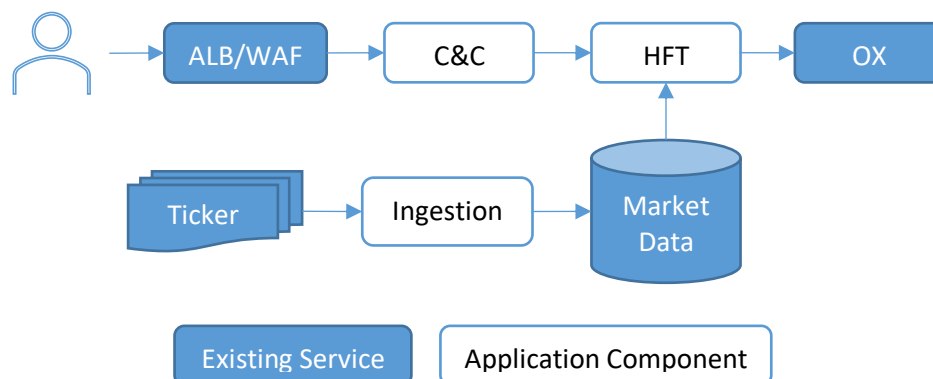 ALB/WAF
C&C
HFT
OX
Ticker
Ingestion
Market
Data
Existing Service
Application Component